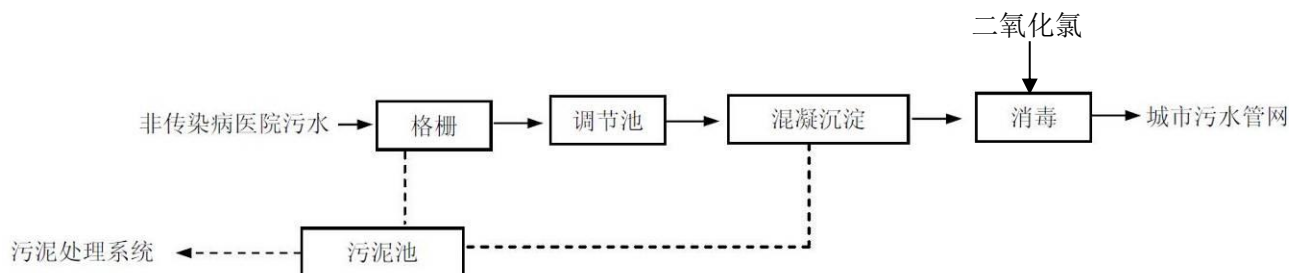 二氧化氯
非传染病医院污水
格栅
调节池
混凝沉淀
消毒
城市污水管网
污泥处理系统
污泥池